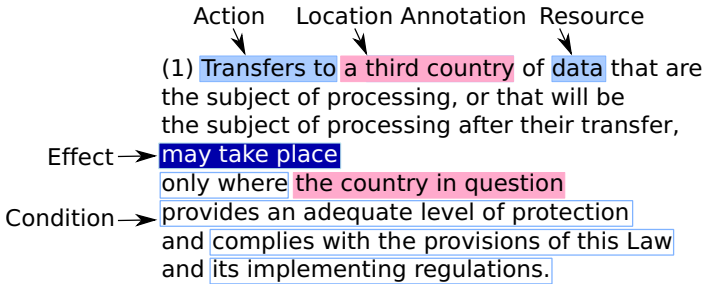 Action Location Annotation Resource
(1) Transfers to a third country of data that are
the subject of processing, or that will be
the subject of processing after their transfer,
Effect may take place
only where the country in question
Condition provides an adequate level of protection
and complies with the provisions of this Law
and its implementing regulations.